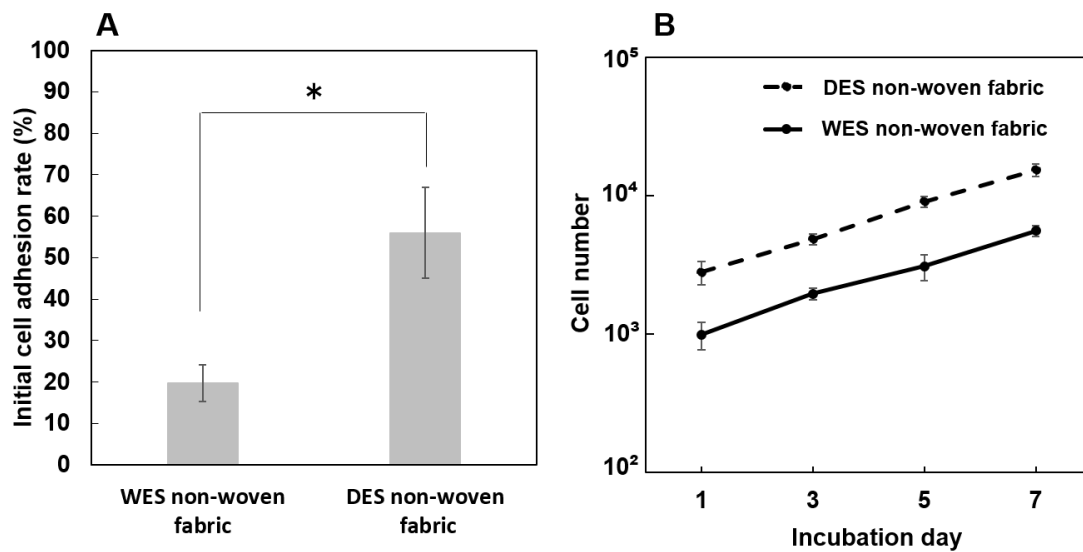 A
Initial cell adhesion rate (%)
100
90
80
70
60
50
40
30
20
10
0
*
WES non-woven
fabric
DES non-woven
fabric
B
Cell number
10⁵
10⁴
10³
10²
DES non-woven fabric
WES non-woven fabric
1 3 5 7
Incubation day